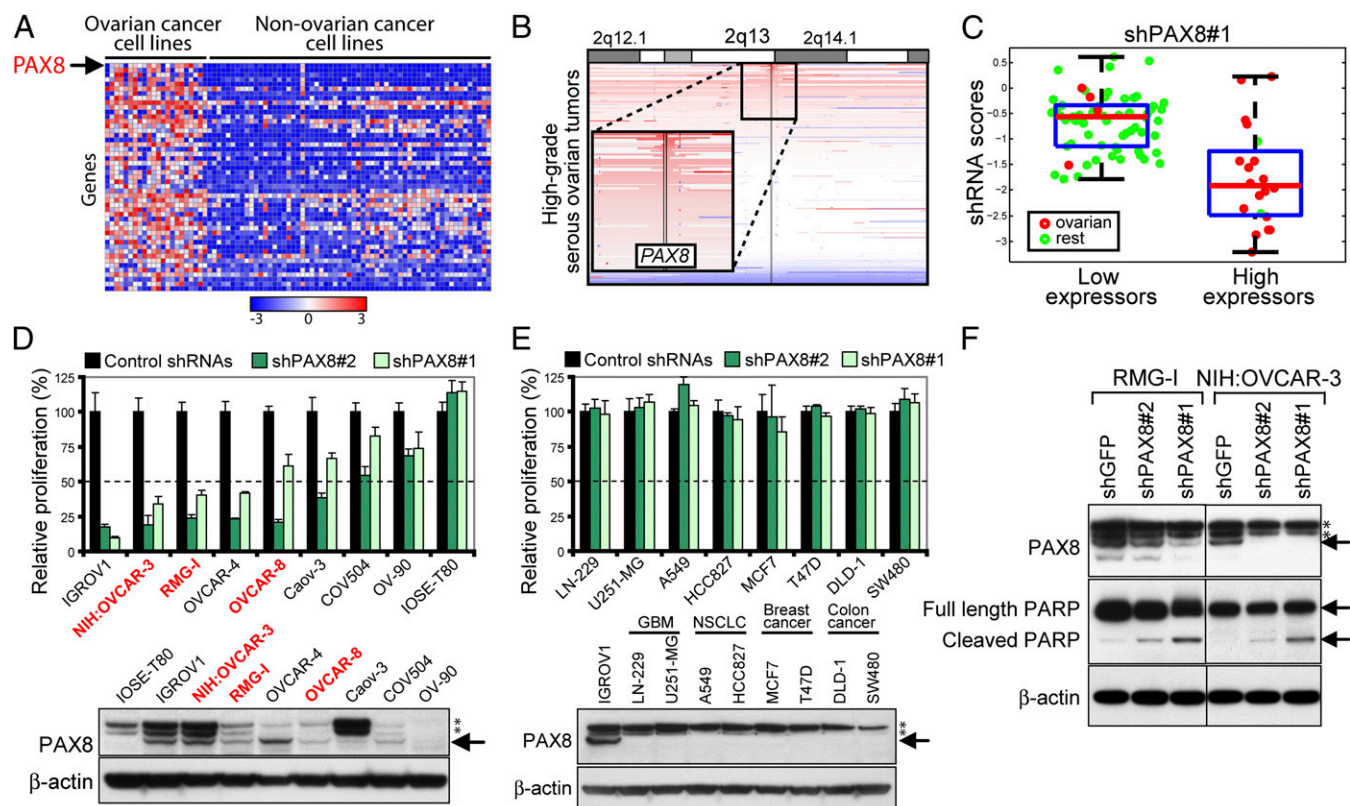 A
Ovarian cancer
cell lines
Non-ovarian cancer
cell lines
PAX8
Genes
-3 0 3
B
2q12.1 2q13 2q14.1
High-grade
serous ovarian tumors
PAX8
C
shPAX8#1
shRNA scores
0.5
0
−0.5
−1
−1.5
−2
−2.5
−3
ovarian
rest
Low
expressors
High
expressors
D
Control shRNAs shPAX8#2 shPAX8#1
Relative proliferation (%)
125
100
75
50
25
0
IGROV1
NIH:OVCAR-3
RMG-I
OVCAR-4
OVCAR-8
Caov-3
COV504
OV-90
IOSE-T80
IOSE-T80
IGROV1
NIH:OVCAR-3
RMG-I
OVCAR-4
OVCAR-8
Caov-3
COV504
OV-90
PAX8
*
**
β-actin
E
Control shRNAs shPAX8#2 shPAX8#1
Relative proliferation (%)
125
100
75
50
25
0
LN-229
U251-MG
A549
HCC827
MCF7
T47D
DLD-1
SW480
GBM
NSCLC
Breast
cancer
Colon
cancer
IGROV1
LN-229
U251-MG
A549
HCC827
MCF7
T47D
DLD-1
SW480
PAX8
*
**
β-actin
F
RMG-I NIH:OVCAR-3
shGFP
shPAX8#2
shPAX8#1
shGFP
shPAX8#2
shPAX8#1
PAX8
*
*
Full length PARP
Cleaved PARP
β-actin